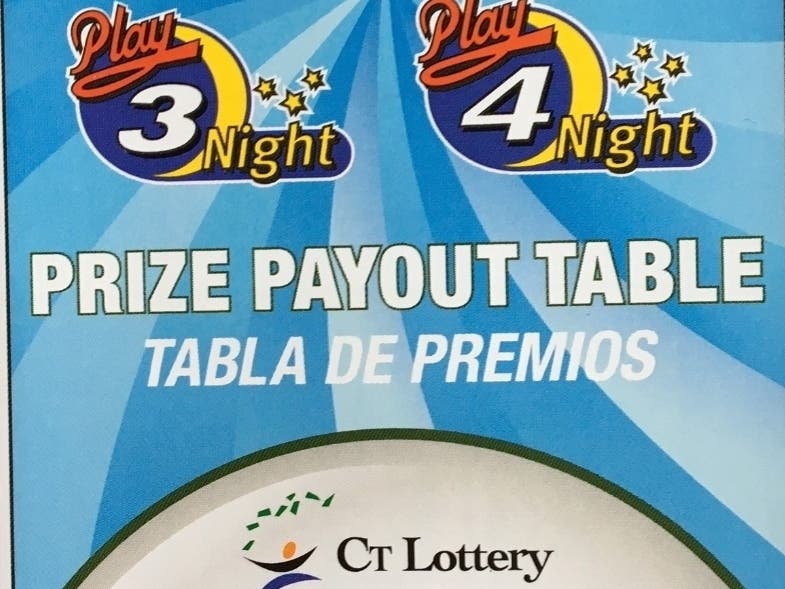 Play 3 Night
Play 4 Night
PRIZE PAYOUT TABLE
TABLA DE PREMIOS
CT Lottery